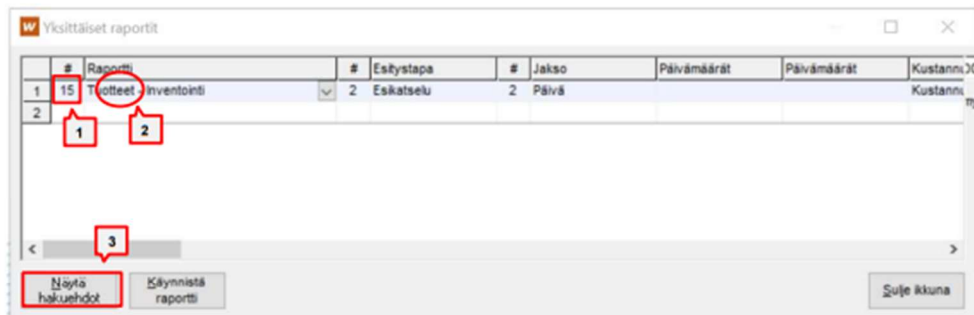 w Yksittäiset raportit
# Raportti # Esitystapa # Jakso Päivämäärät Päivämäärät Kustannu
1 15 Tuotteet - Inventointi 2 Esikatselu 2 Päivä Kustannu
2
1 2
3
Näytä hakuehdot
Käynnistä raportti
Sulje ikkuna